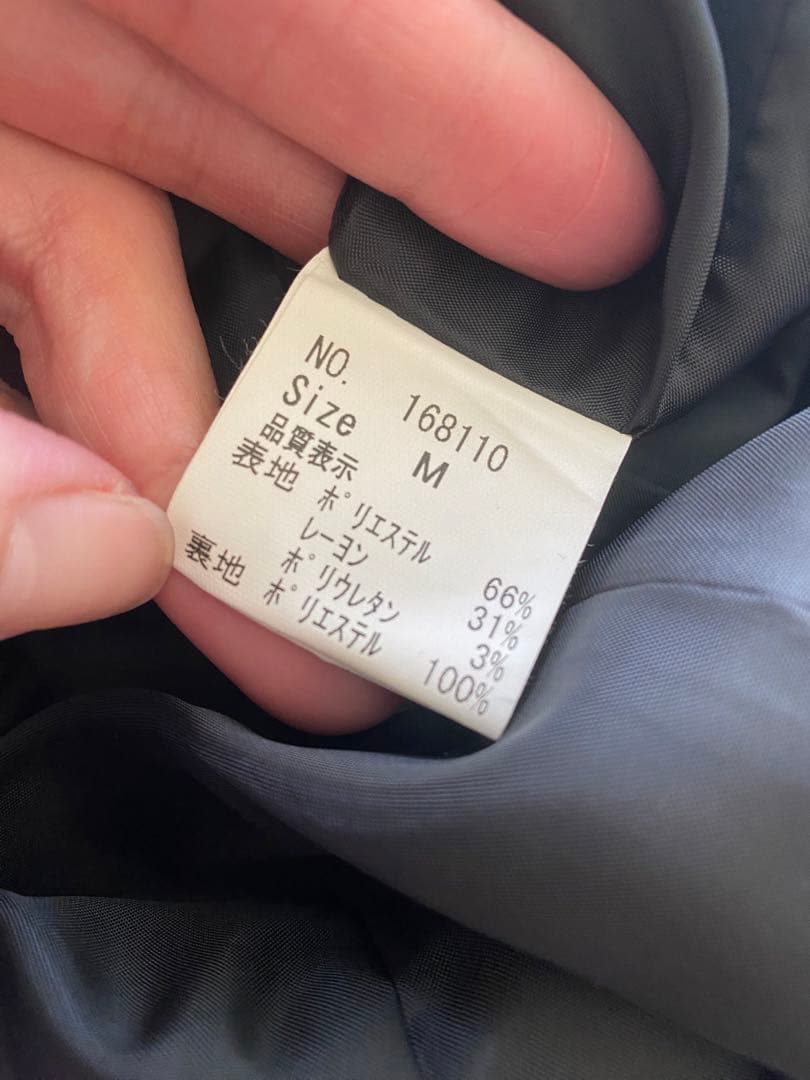 NO. 168110
Size M
品質表示
表地 ポリエステル 66%
レーヨン 31%
ポリウレタン 3%
裏地 ポリエステル 100%